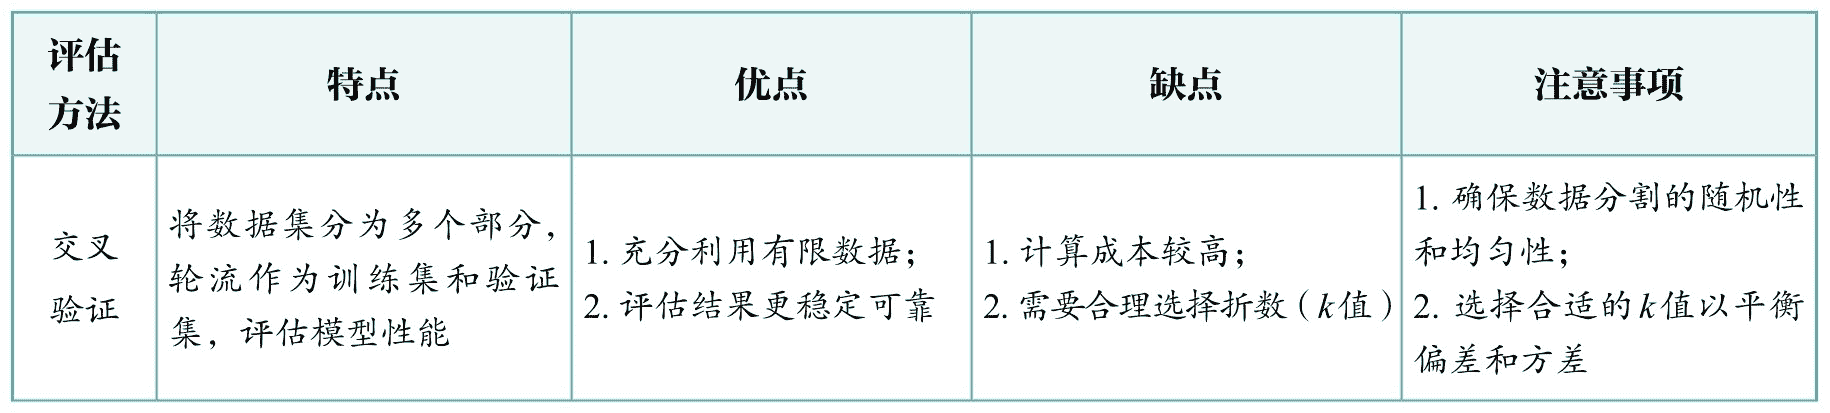 评估
方法
特点
优点
缺点
注意事项
交叉
验证
将数据集分为多个部分，
轮流作为训练集和验证
集，评估模型性能
1. 充分利用有限数据；
2. 评估结果更稳定可靠
1. 计算成本较高；
2. 需要合理选择折数（k值）
1. 确保数据分割的随机性
和均匀性；
2. 选择合适的k值以平衡
偏差和方差